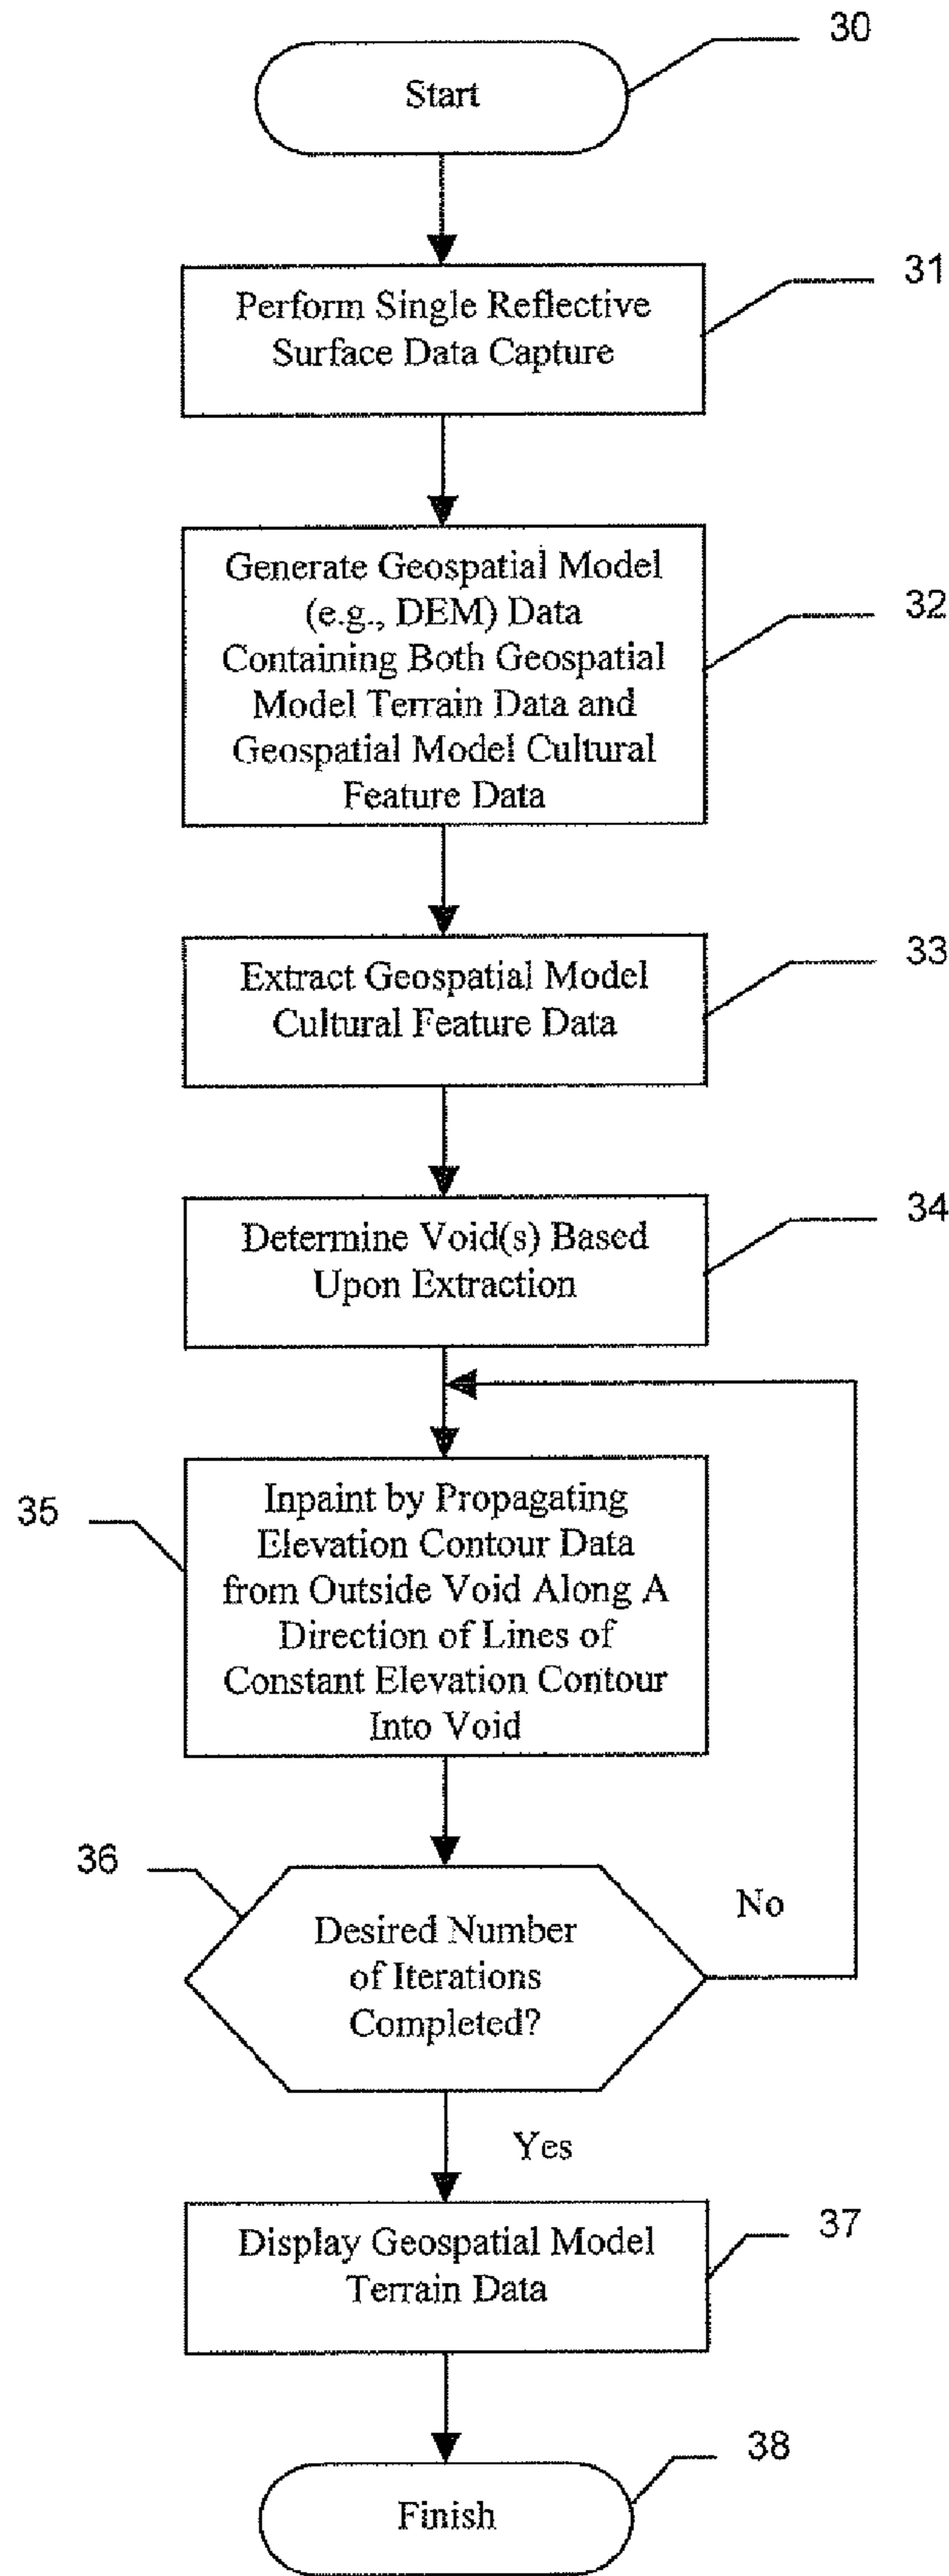 30
Start
31
Perform Single Reflective
Surface Data Capture
Generate Geospatial Model
(e.g., DEM) Data
32
Containing Both Geospatial
Model Terrain Data and
Geospatial Model Cultural
Feature Data
33
Extract Geospatial Model
Cultural Feature Data
34
Determine Void(s) Based
Upon Extraction
35
Inpaint by Propagating
Elevation Contour Data
from Outside Void Along A
Direction of Lines of
Constant Elevation Contour
Into Void
36
No
Desired Number
of Iterations
Completed?
Yes
37
Display Geospatial Model
Terrain Data
38
Finish